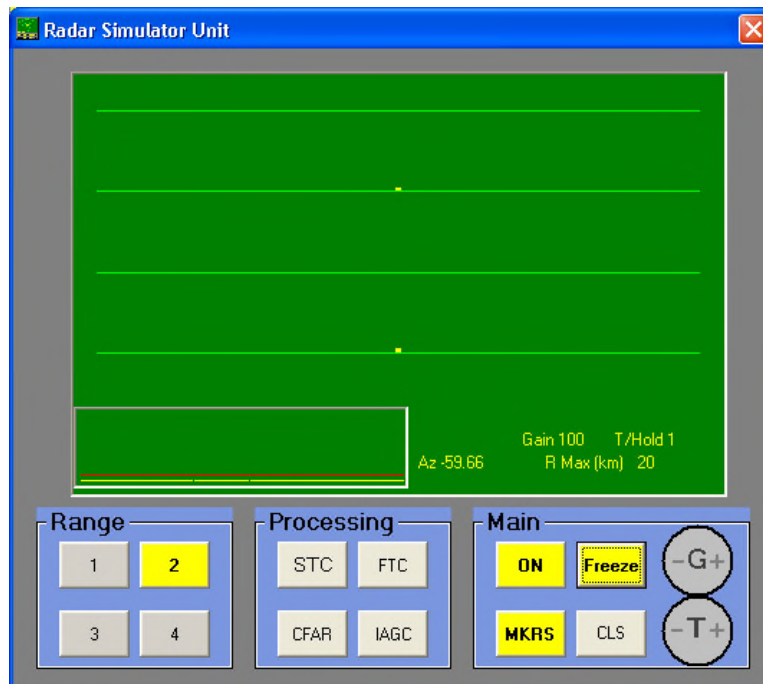 Radar Simulator Unit
Gain 100 T/Hold 1
Az -59.66 R Max (km) 20
Range Processing Main
1 2 STC FTC ON Freeze -G+
3 4 CFAR IAGC MKRS CLS -T+